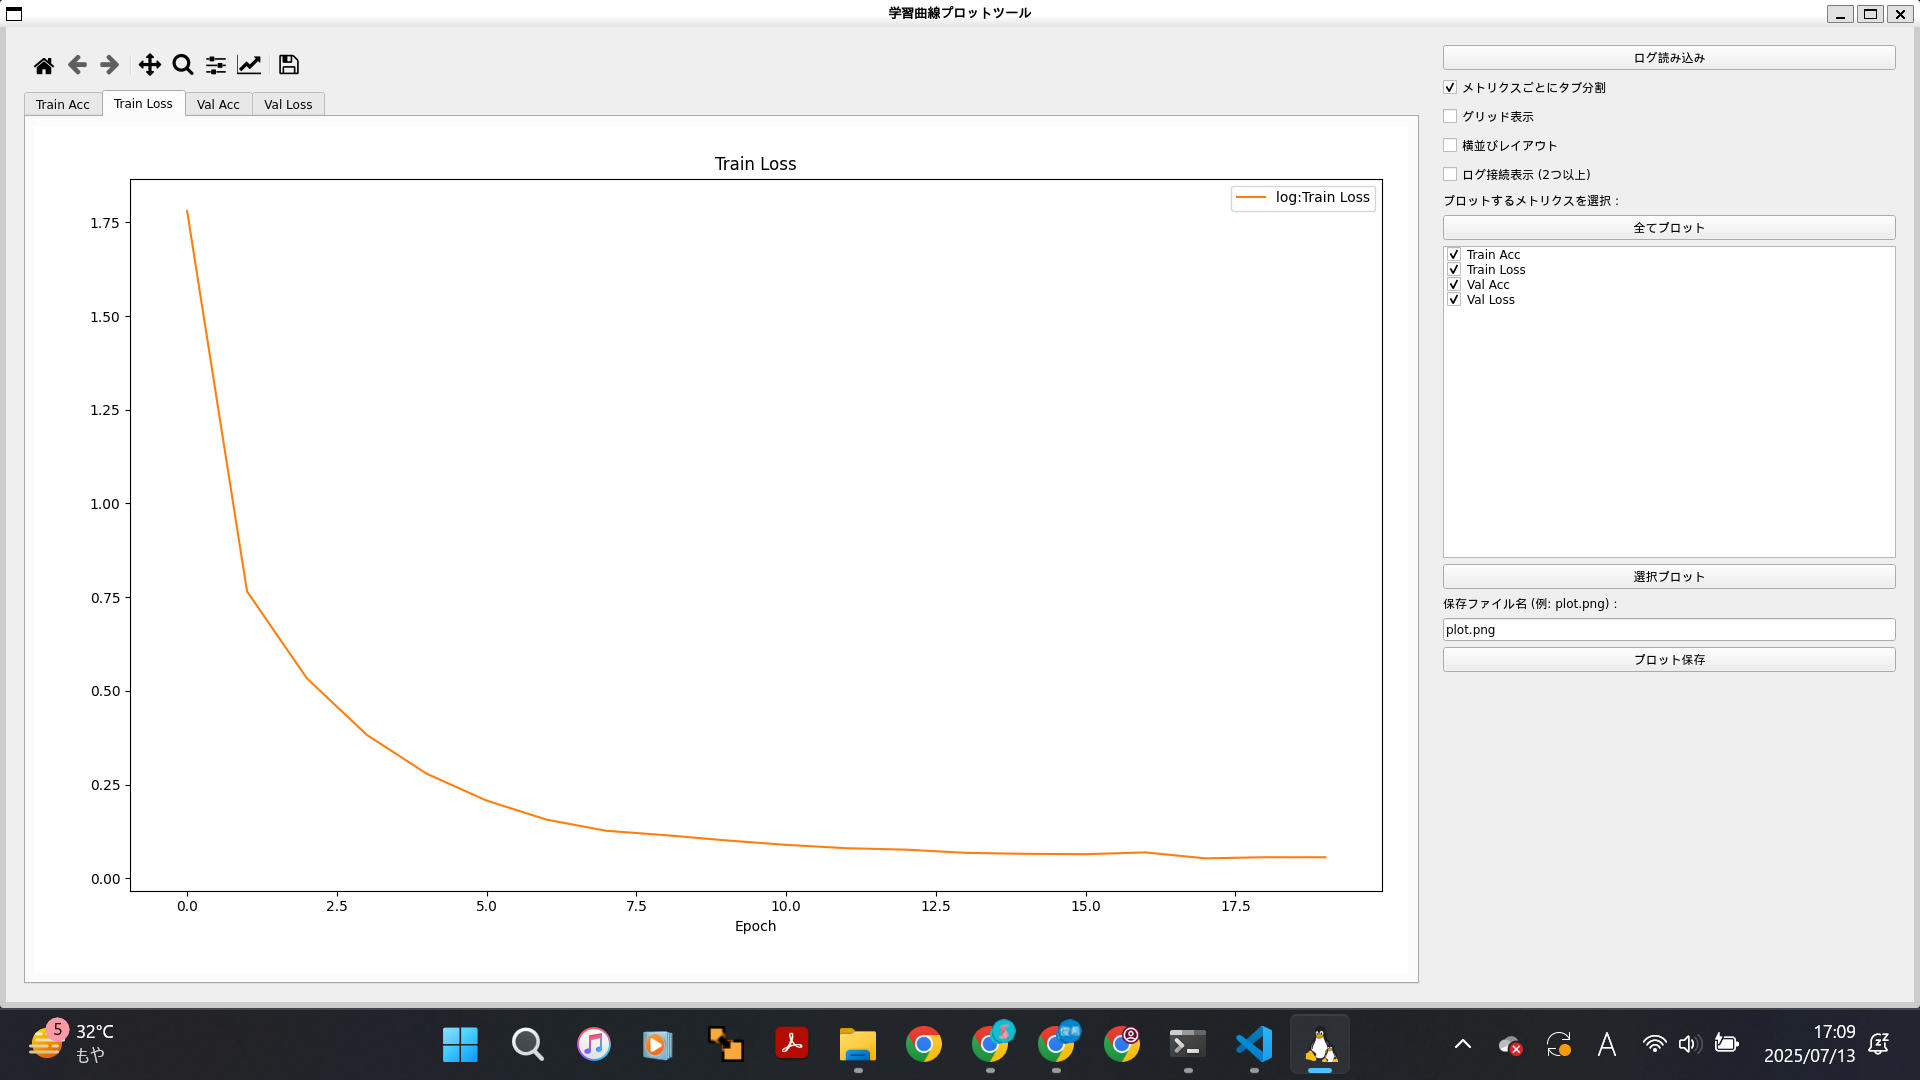 学習曲線プロットツール
Train Acc
Train Loss
Val Acc
Val Loss
Train Loss
log:Train Loss
1.75
1.50
1.25
1.00
0.75
0.50
0.25
0.00
0.0 2.5 5.0 7.5 10.0 12.5 15.0 17.5
Epoch
ログ読み込み
メトリクスごとにタブ分割
グリッド表示
横並びレイアウト
ログ接続表示 (2つ以上)
プロットするメトリクスを選択:
全てプロット
Train Acc
Train Loss
Val Acc
Val Loss
選択プロット
保存ファイル名 (例: plot.png) :
plot.png
プロット保存
5
32°C
もや
俊希
A
17:09
2025/07/13